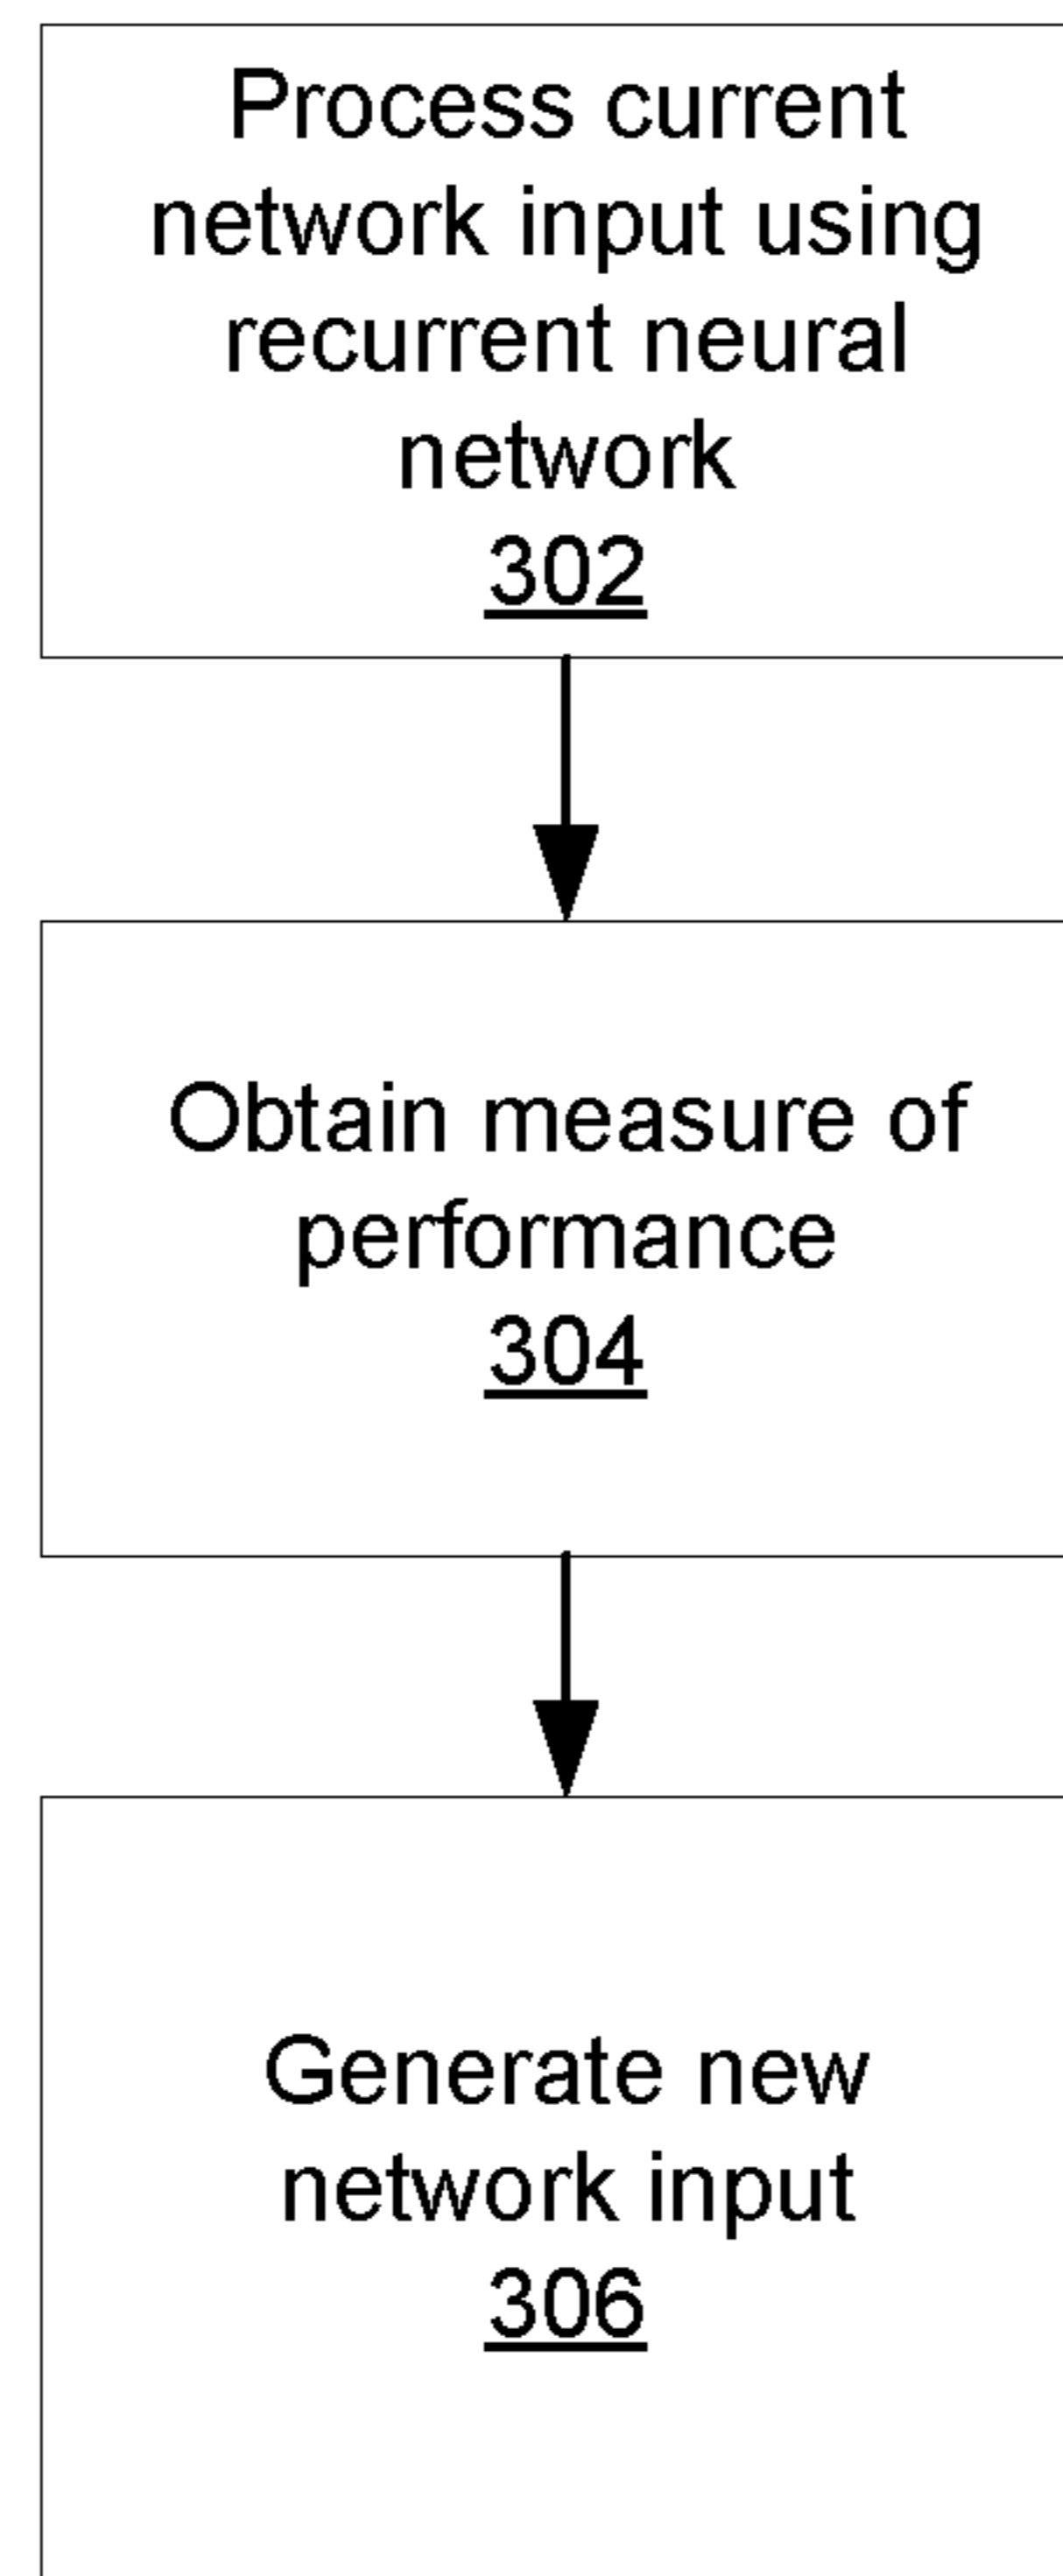 Process current
network input using
recurrent neural
network
302
Obtain measure of
performance
304
Generate new
network input
306